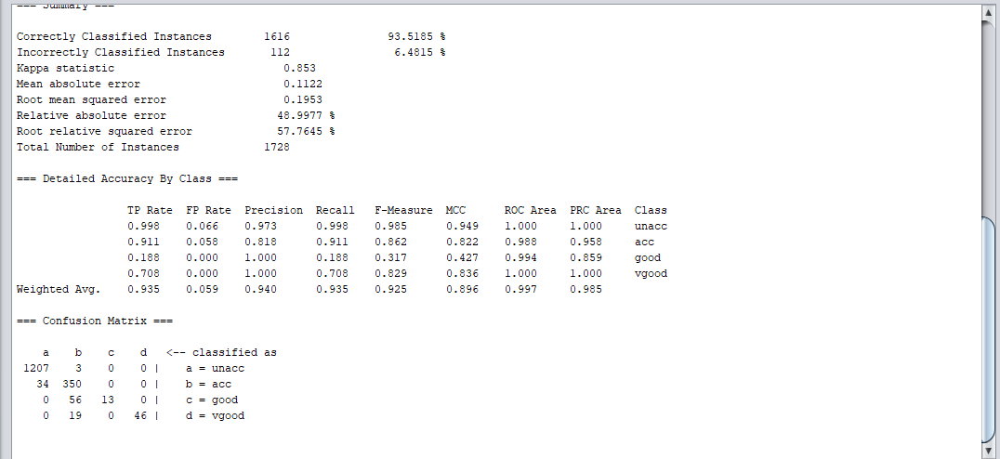 === Summary ===
Correctly Classified Instances 1616 93.5185 %
Incorrectly Classified Instances 112 6.4815 %
Kappa statistic 0.853
Mean absolute error 0.1122
Root mean squared error 0.1953
Relative absolute error 48.9977 %
Root relative squared error 57.7645 %
Total Number of Instances 1728
=== Detailed Accuracy By Class ===
TP Rate FP Rate Precision Recall F-Measure MCC ROC Area PRC Area Class
0.998 0.066 0.973 0.998 0.985 0.949 1.000 1.000 unacc
0.911 0.058 0.818 0.911 0.862 0.822 0.988 0.958 acc
0.188 0.000 1.000 0.188 0.317 0.427 0.994 0.859 good
0.708 0.000 1.000 0.708 0.829 0.836 1.000 1.000 vgood
Weighted Avg. 0.935 0.059 0.940 0.935 0.925 0.896 0.997 0.985
=== Confusion Matrix ===
a b c d <-- classified as
1207 3 0 0 | a = unacc
34 350 0 0 | b = acc
0 56 13 0 | c = good
0 19 0 46 | d = vgood